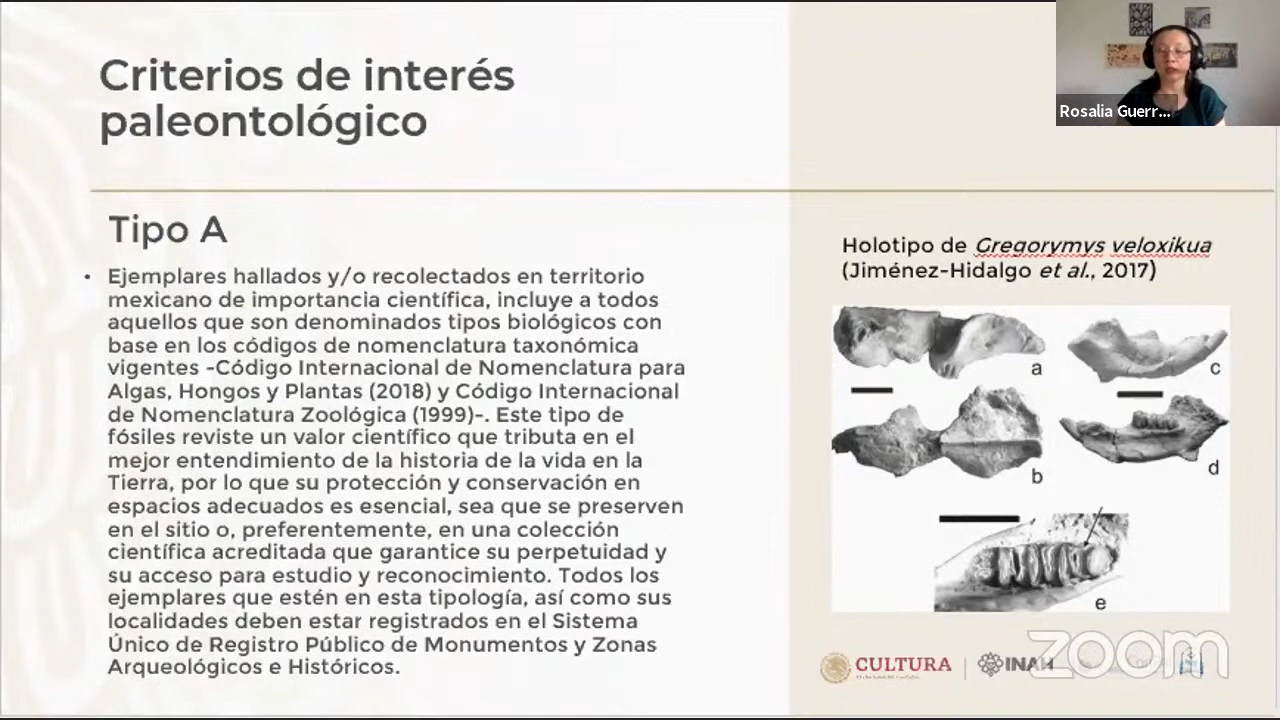 Criterios de interés
paleontológico
Rosalia Guerr...
Tipo A
• Ejemplares hallados y/o recolectados en territorio
mexicano de importancia científica, incluye a todos
aquellos que son denominados tipos biológicos con
base en los códigos de nomenclatura taxonómica
vigentes -Código Internacional de Nomenclatura para
Algas, Hongos y Plantas (2018) y Código Internacional
de Nomenclatura Zoológica (1999)-. Este tipo de
fósiles reviste un valor científico que tributa en el
mejor entendimiento de la historia de la vida en la
Tierra, por lo que su protección y conservación en
espacios adecuados es esencial, sea que se preserven
en el sitio o, preferentemente, en una colección
científica acreditada que garantice su perpetuidad y
su acceso para estudio y reconocimiento. Todos los
ejemplares que estén en esta tipología, así como sus
localidades deben estar registrados en el Sistema
Único de Registro Público de Monumentos y Zonas
Arqueológicos e Históricos.
Holotipo de Gregorymys veloxikua
(Jiménez-Hidalgo et al., 2017)
a
c
b
d
e
CULTURA
INAH
zoom